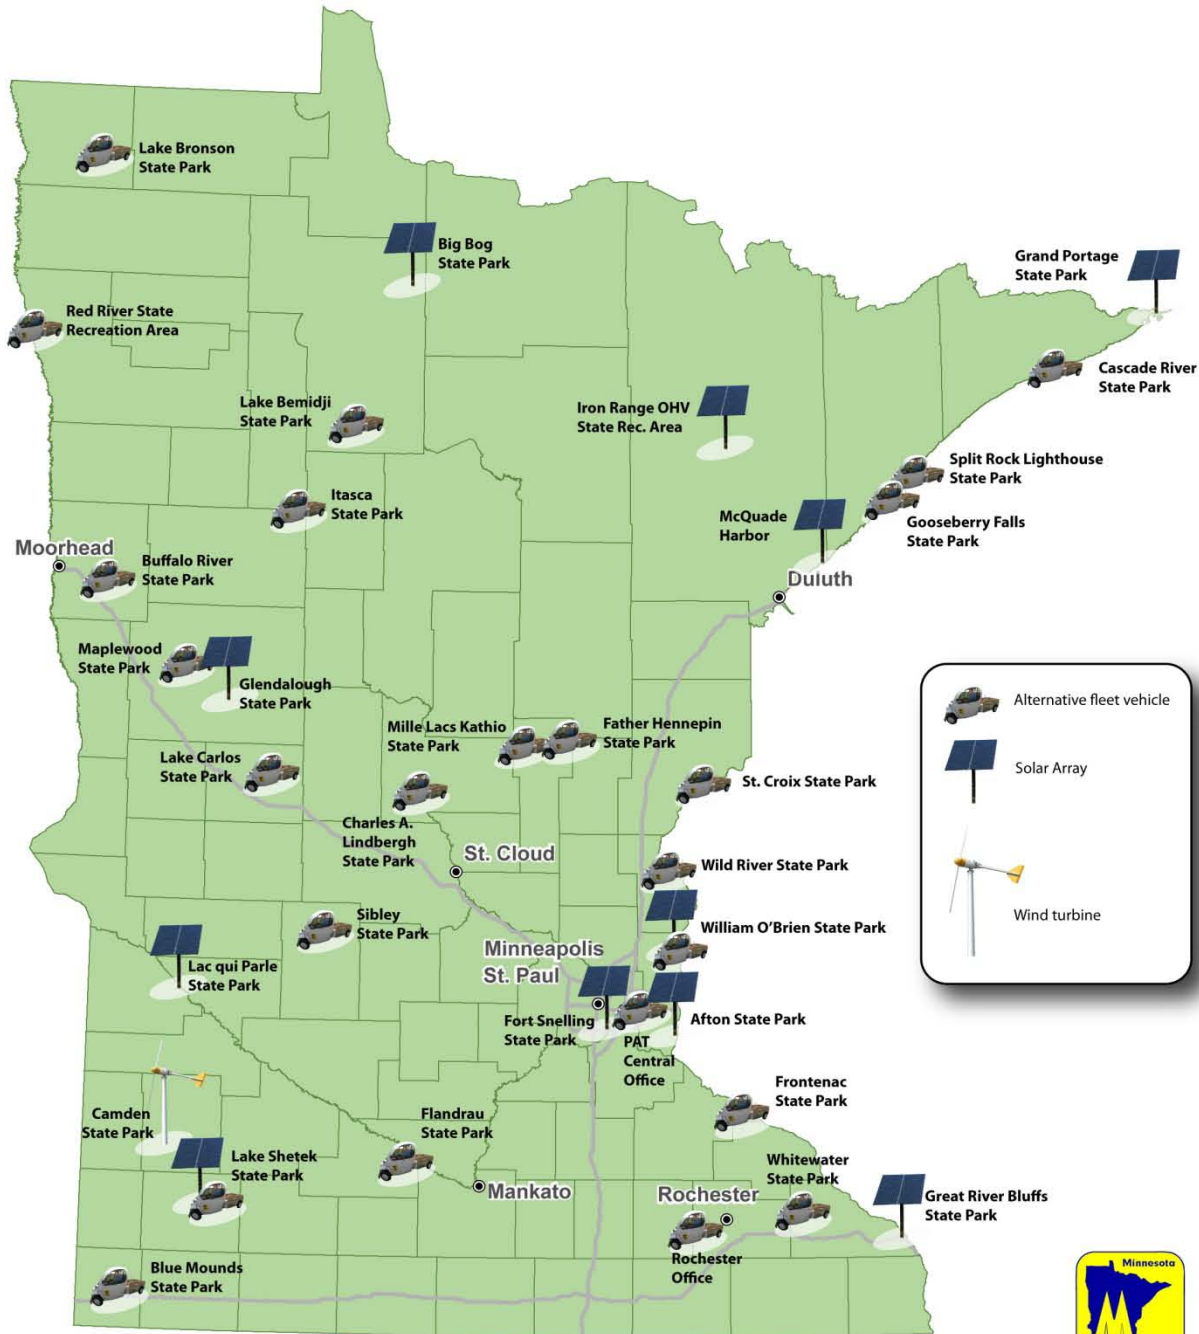 Lake Bronson
State Park
Big Bog
State Park
Grand Portage
State Park
Red River State
Recreation Area
Cascade River
State Park
Lake Bemidji
State Park
Iron Range OHV
State Rec. Area
Split Rock Lighthouse
State Park
Itasca
State Park
McQuade
Harbor
Gooseberry Falls
State Park
Moorhead
Buffalo River
State Park
Duluth
Maplewood
State Park
Glendalough
State Park
Alternative fleet vehicle
Mille Lacs Kathio
State Park
Father Hennepin
State Park
Lake Carlos
State Park
St. Croix State Park
Solar Array
Charles A.
Lindbergh
State Park
St. Cloud
Wild River State Park
Wind turbine
Sibley
State Park
William O'Brien State Park
Minneapolis
St. Paul
Lac qui Parle
State Park
Fort Snelling
State Park
PAT
Central
Office
Afton State Park
Camden
State Park
Flandrau
State Park
Frontenac
State Park
Lake Shetek
State Park
Whitewater
State Park
Mankato
Rochester
Great River Bluffs
State Park
Rochester
Office
Blue Mounds
State Park
Minnesota